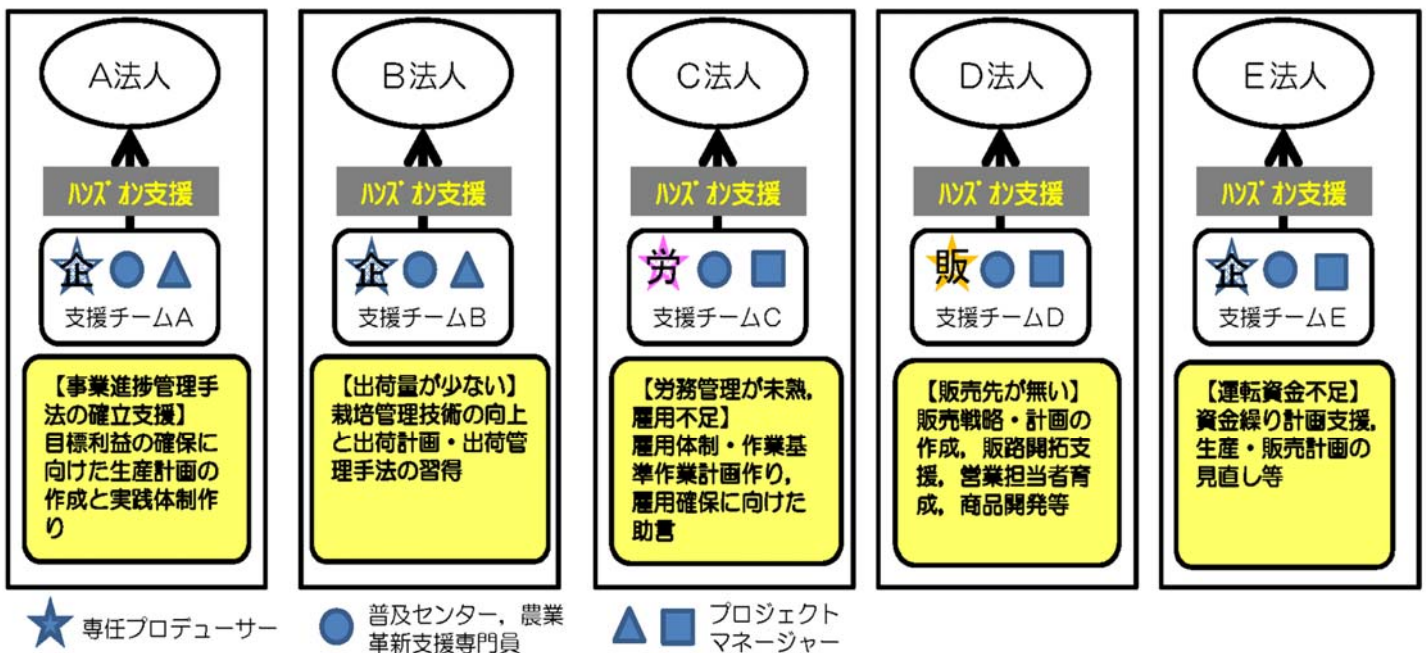 A法人
ハンズオン支援
企
支援チームA
【事業進捗管理手
法の確立支援】
目標利益の確保に
向けた生産計画の
作成と実践体制作
り
B法人
ハンズオン支援
企
支援チームB
【出荷量が少ない】
栽培管理技術の向上
と出荷計画・出荷管
理手法の習得
C法人
ハンズオン支援
労
支援チームC
【労務管理が未熟，
雇用不足】
雇用体制・作業基
準作業計画作り，
雇用確保に向けた
助言
D法人
ハンズオン支援
販
支援チームD
【販売先が無い】
販売戦略・計画の
作成，販路開拓支
援，営業担当者育
成，商品開発等
E法人
ハンズオン支援
企
支援チームE
【運転資金不足】
資金繰り計画支援，
生産・販売計画の
見直し等
専任プロデューサー
普及センター，農業
革新支援専門員
プロジェクト
マネージャー